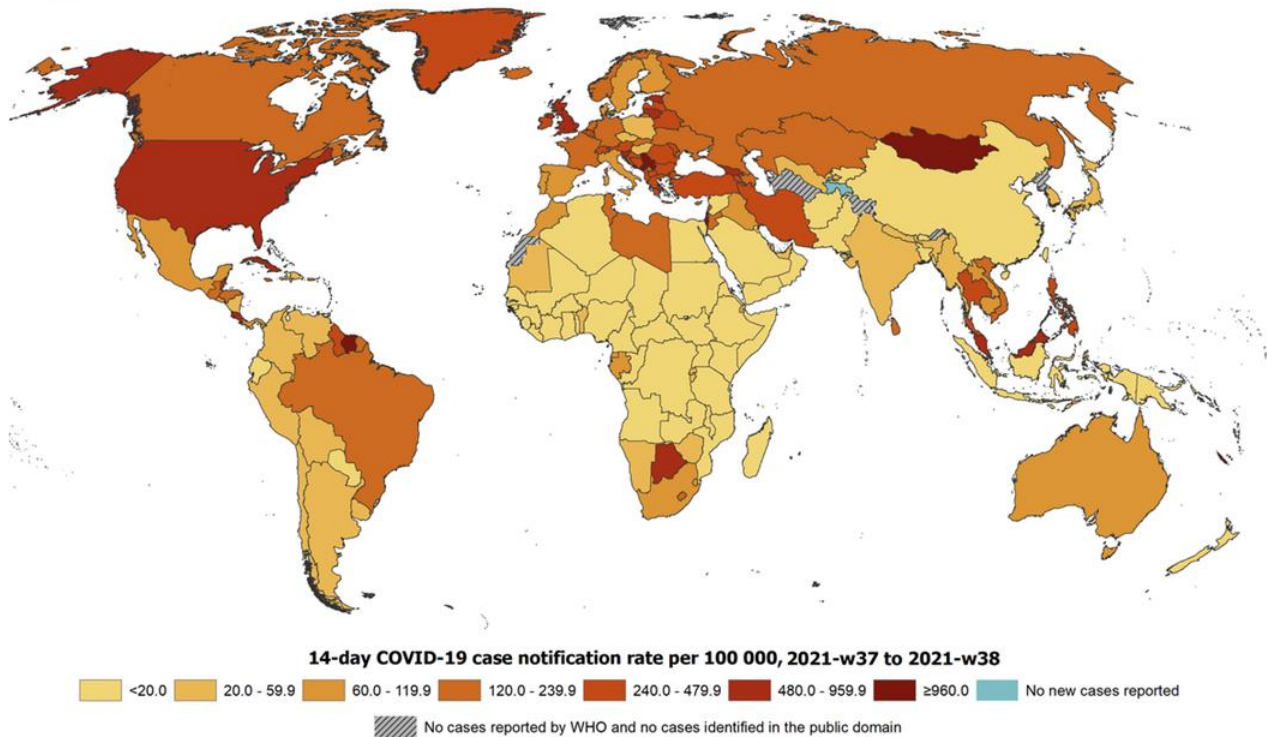 14-day COVID-19 case notification rate per 100 000, 2021-w37 to 2021-w38
<20.0 20.0 - 59.9 60.0 - 119.9 120.0 - 239.9 240.0 - 479.9 480.0 - 959.9 ≥960.0 No new cases reported
No cases reported by WHO and no cases identified in the public domain